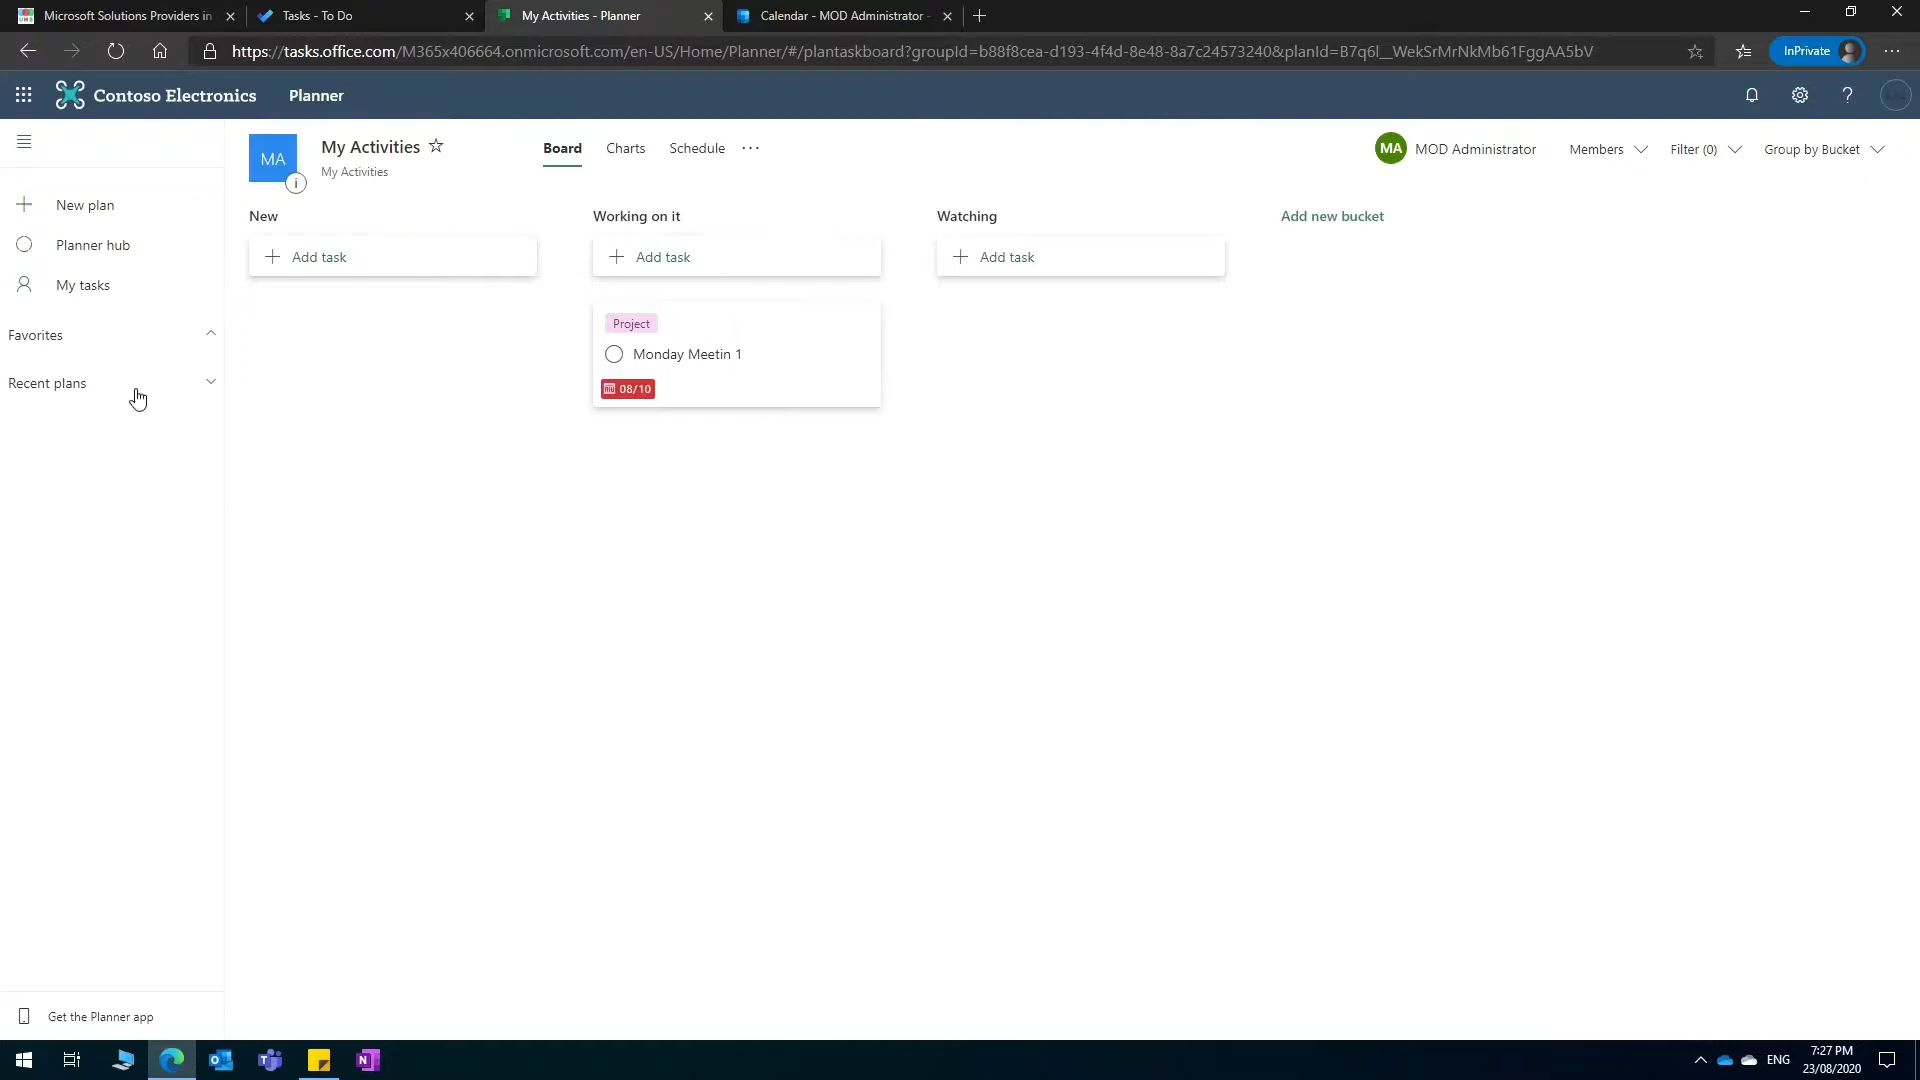 Microsoft Solutions Providers in
Tasks - To Do
My Activities - Planner
Calendar - MOD Administrator -
https://tasks.office.com/M365x406664.onmicrosoft.com/en-US/Home/Planner/#/plantaskboard?groupId=b88f8cea-d193-4f4d-8e48-8a7c24573240&planId=B7q6l__WekSrMrNkMb61FggAA5bV
InPrivate
Contoso Electronics
Planner
MA
My Activities
My Activities
Board
Charts
Schedule
MA
MOD Administrator
Members
Filter (0)
Group by Bucket
New plan
Planner hub
My tasks
Favorites
Recent plans
New
Add task
Working on it
Add task
Project
Monday Meetin 1
08/10
Watching
Add task
Add new bucket
Get the Planner app
ENG
7:27 PM
23/08/2020